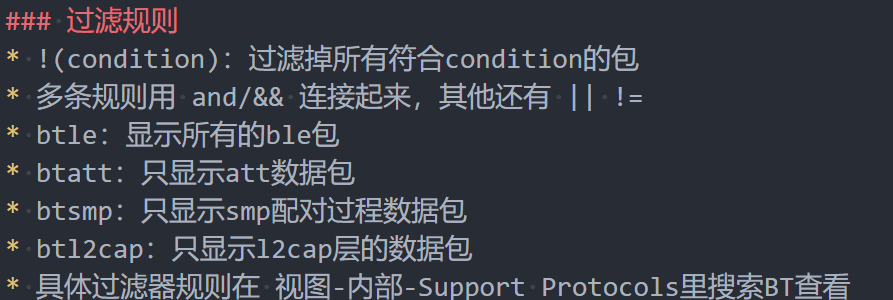 ### 过滤规则
* !(condition)：过滤掉所有符合condition的包
* 多条规则用 and/&& 连接起来，其他还有 || !=
* btle：显示所有的ble包
* btatt：只显示att数据包
* btsmp：只显示smp配对过程数据包
* btl2cap：只显示l2cap层的数据包
* 具体过滤器规则在 视图-内部-Support Protocols里搜索BT查看